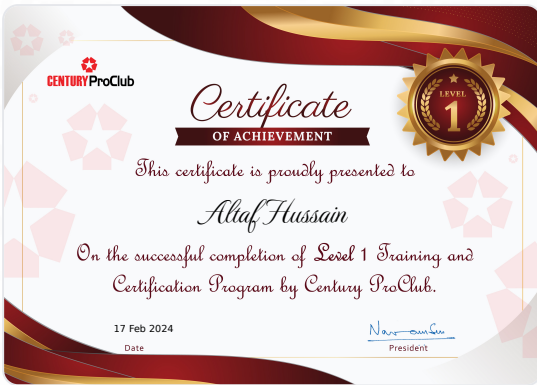 CENTURY ProClub
LEVEL
1
Certificate
OF ACHIEVEMENT
This certificate is proudly presented to
Altaf Hussain
On the successful completion of Level 1 Training and
Certification Program by Century ProClub.
17 Feb 2024
Date
President